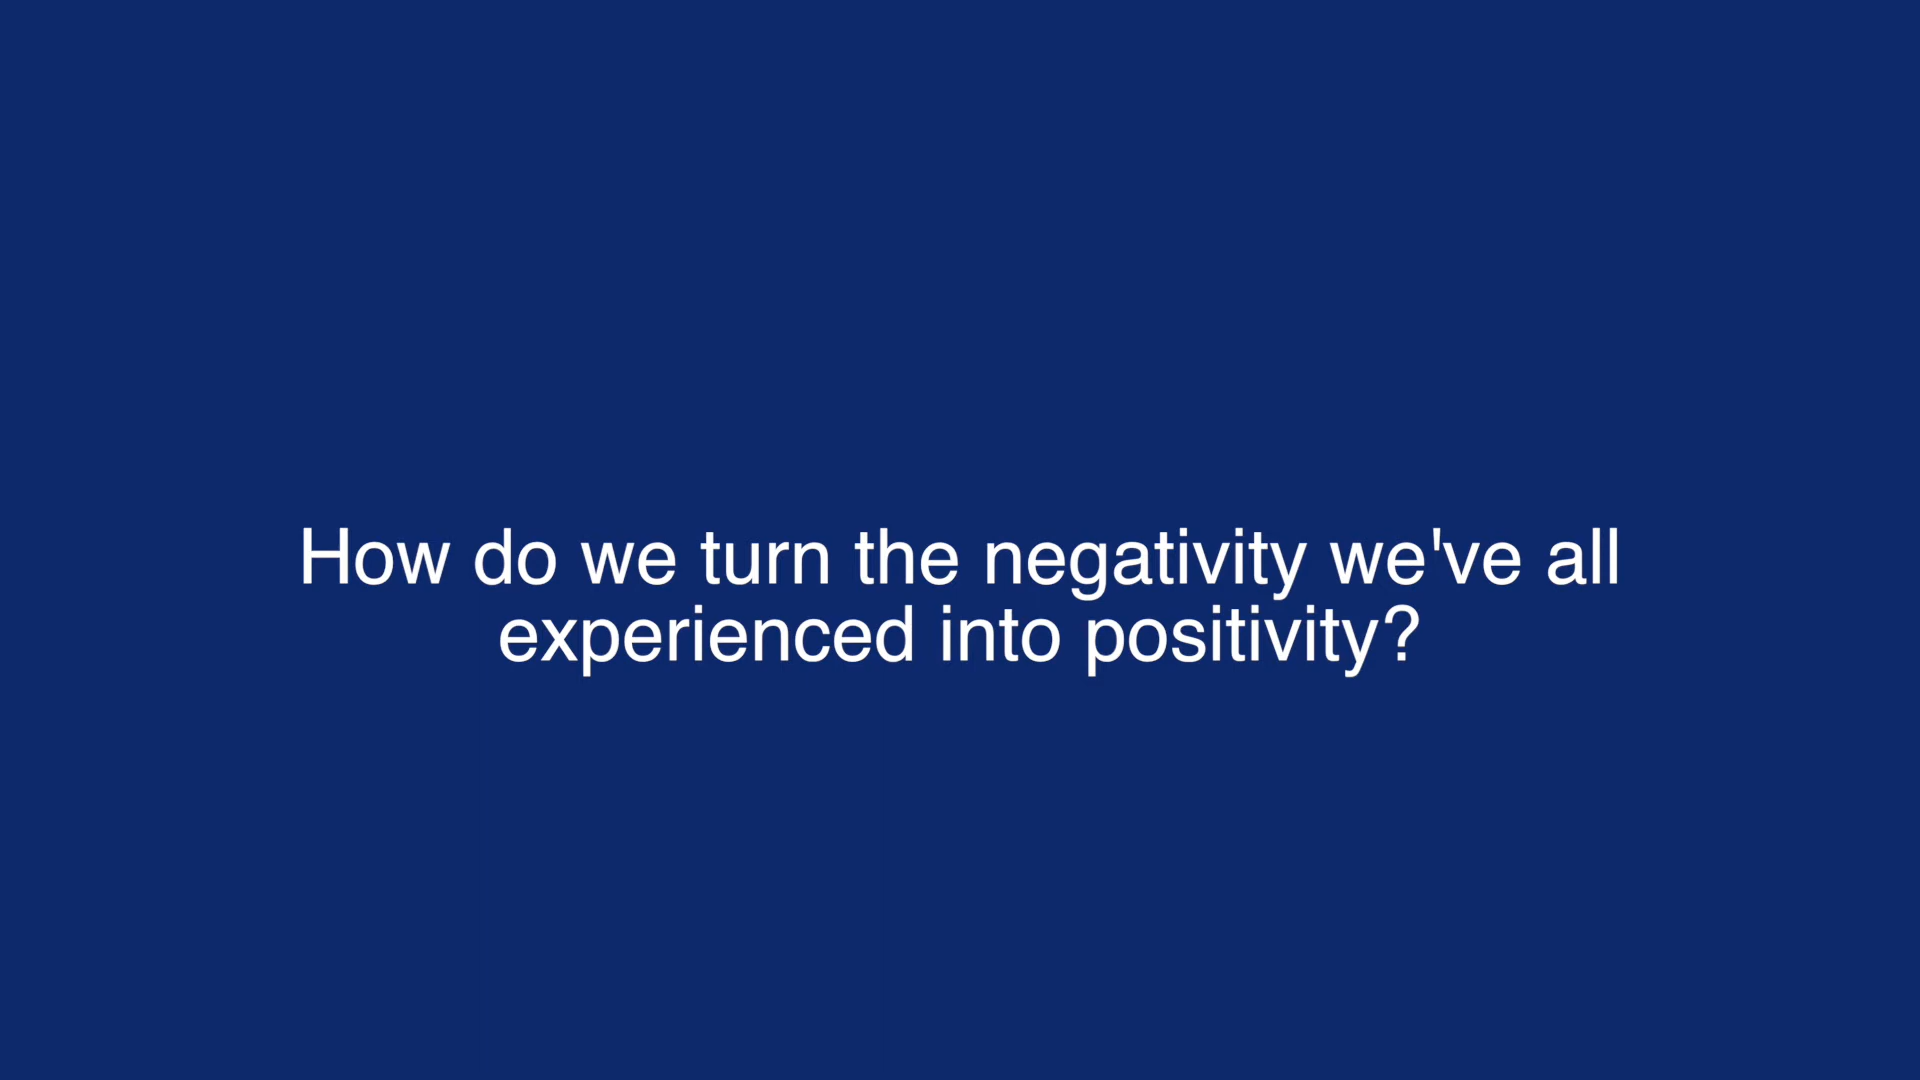 How do we turn the negativity we've all
experienced into positivity?